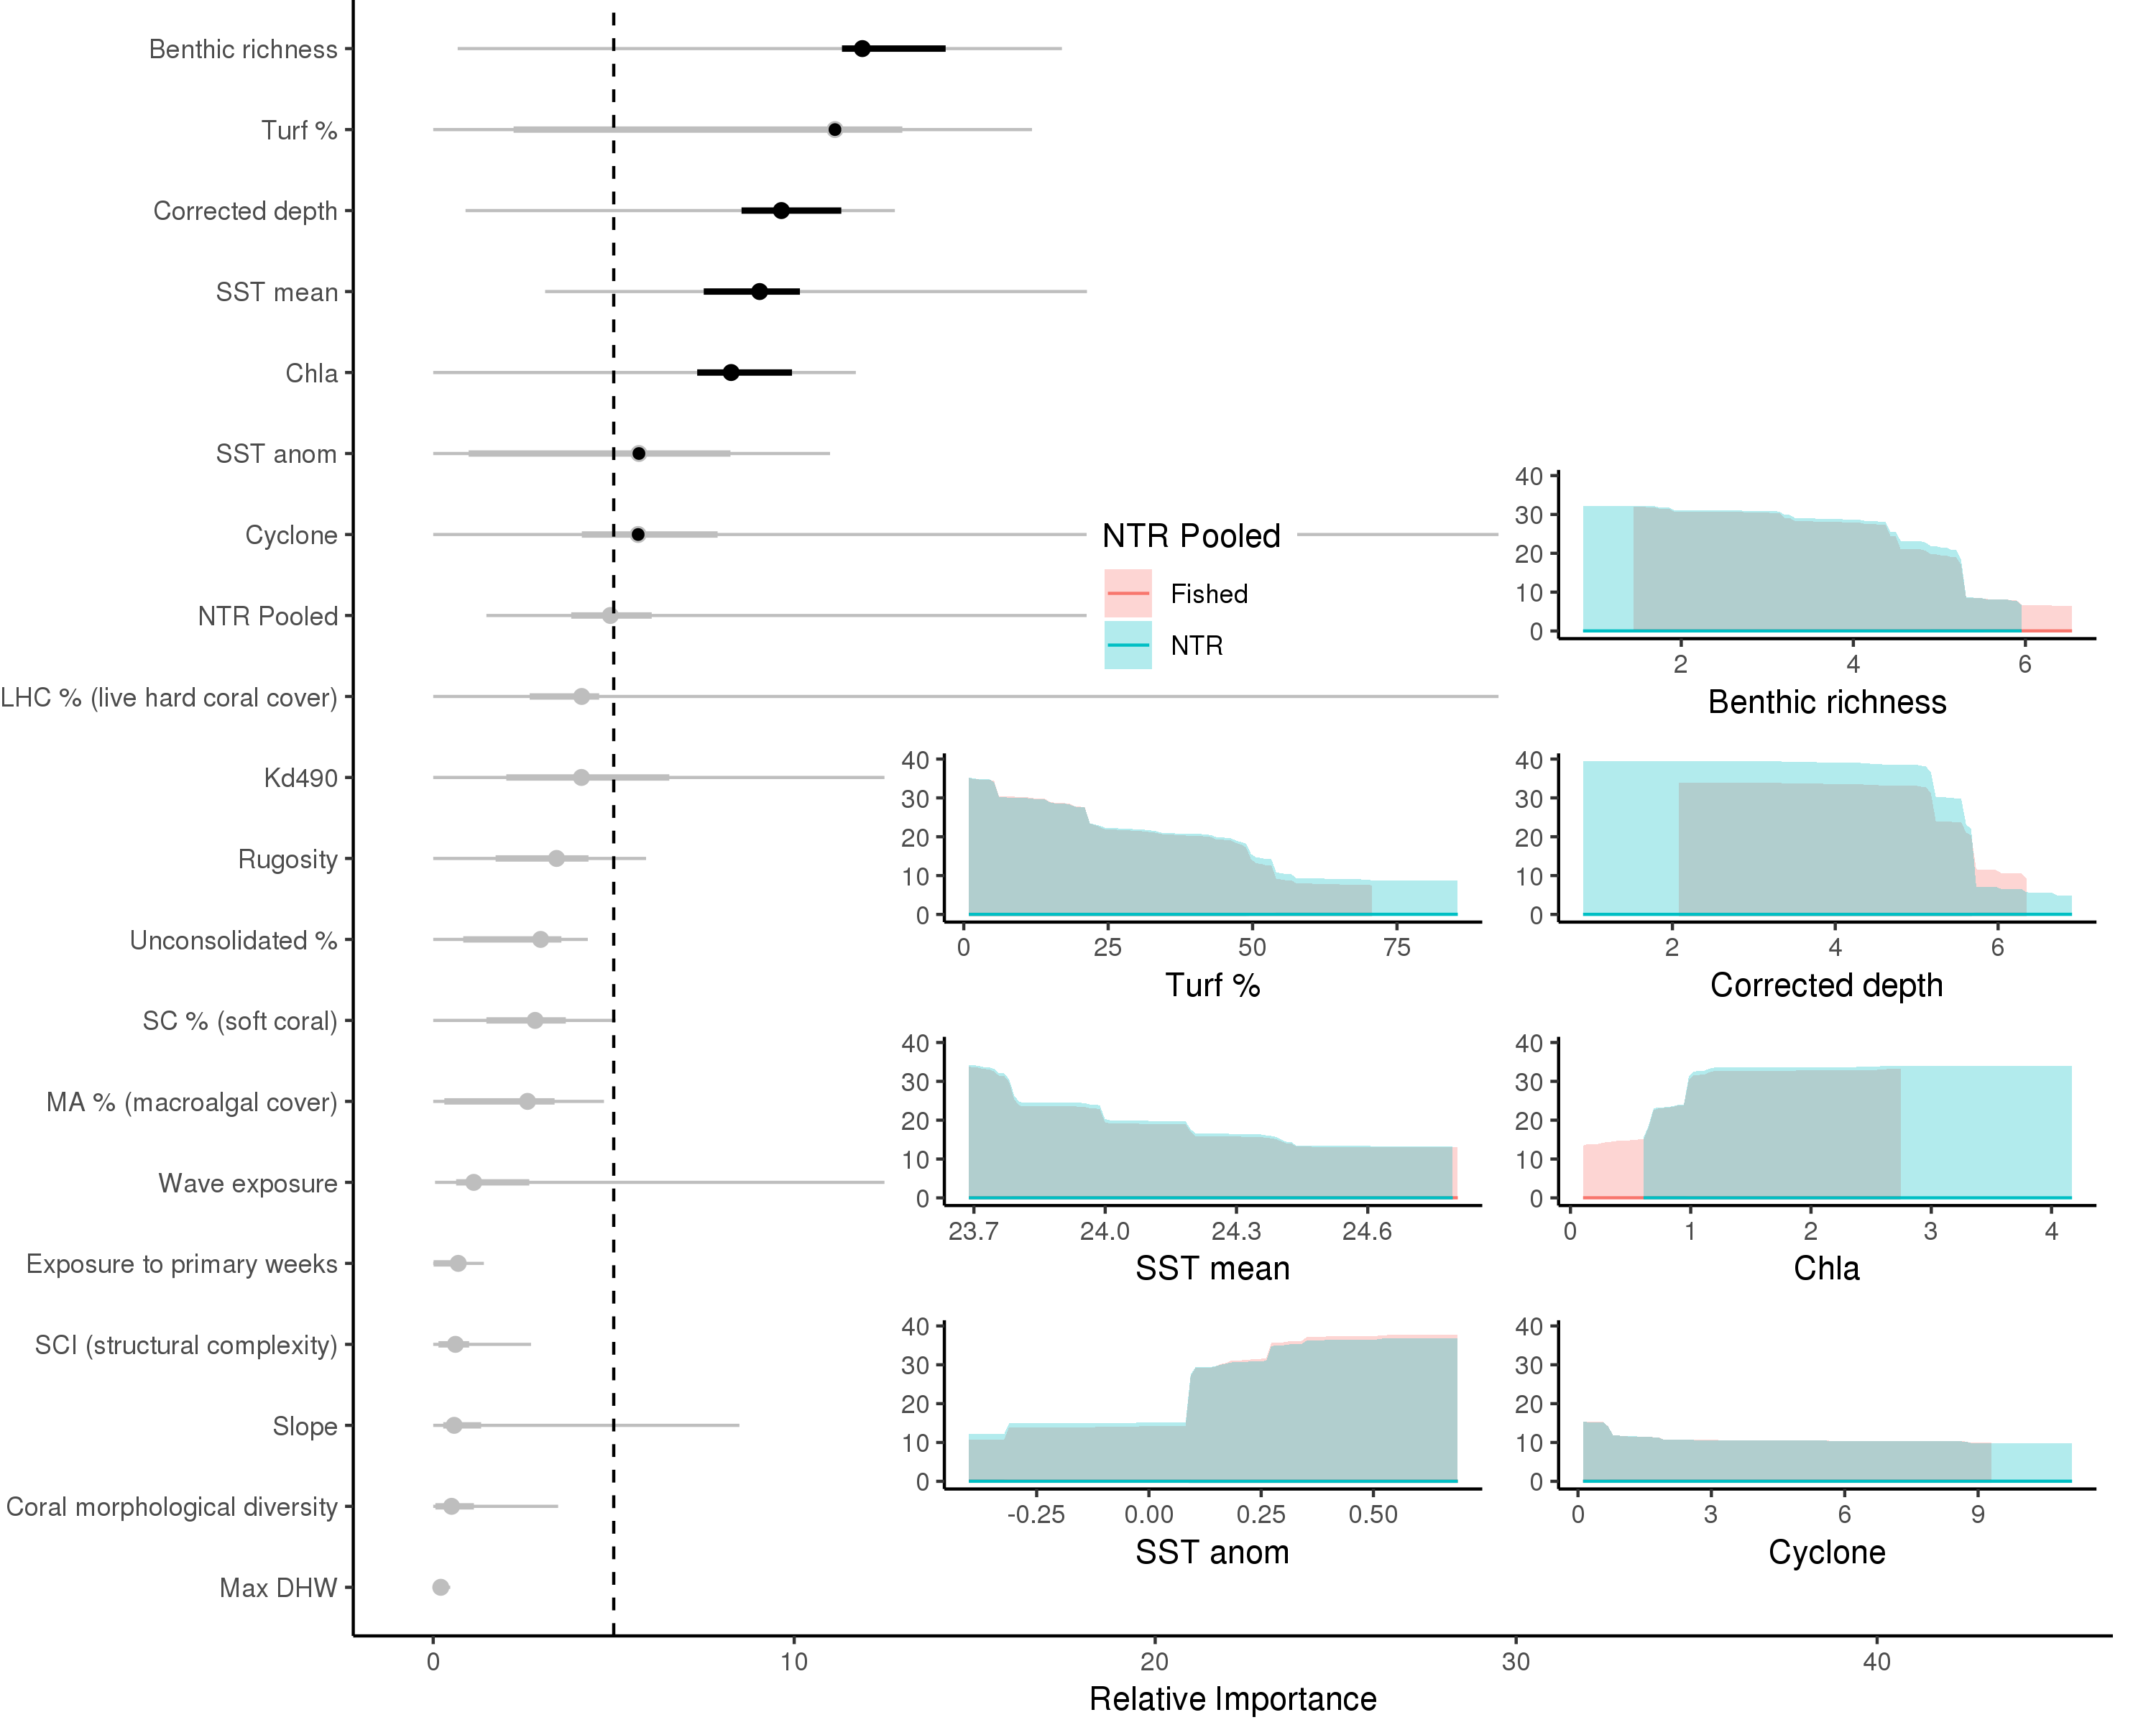 Benthic richness
Turf %
Corrected depth
SST mean
Chla
SST anom
Cyclone
NTR Pooled
LHC % (live hard coral cover)
Kd490
Rugosity
Unconsolidated %
SC % (soft coral)
MA % (macroalgal cover)
Wave exposure
Exposure to primary weeks
SCI (structural complexity)
Slope
Coral morphological diversity
Max DHW
0 10 20 30 40
Relative Importance
NTR Pooled
Fished
NTR
40
30
20
10
0
2 4 6
Benthic richness
40
30
20
10
0
0 25 50 75
Turf %
40
30
20
10
0
2 4 6
Corrected depth
40
30
20
10
0
23.7 24.0 24.3 24.6
SST mean
40
30
20
10
0
0 1 2 3 4
Chla
40
30
20
10
0
-0.25 0.00 0.25 0.50
SST anom
40
30
20
10
0
0 3 6 9
Cyclone